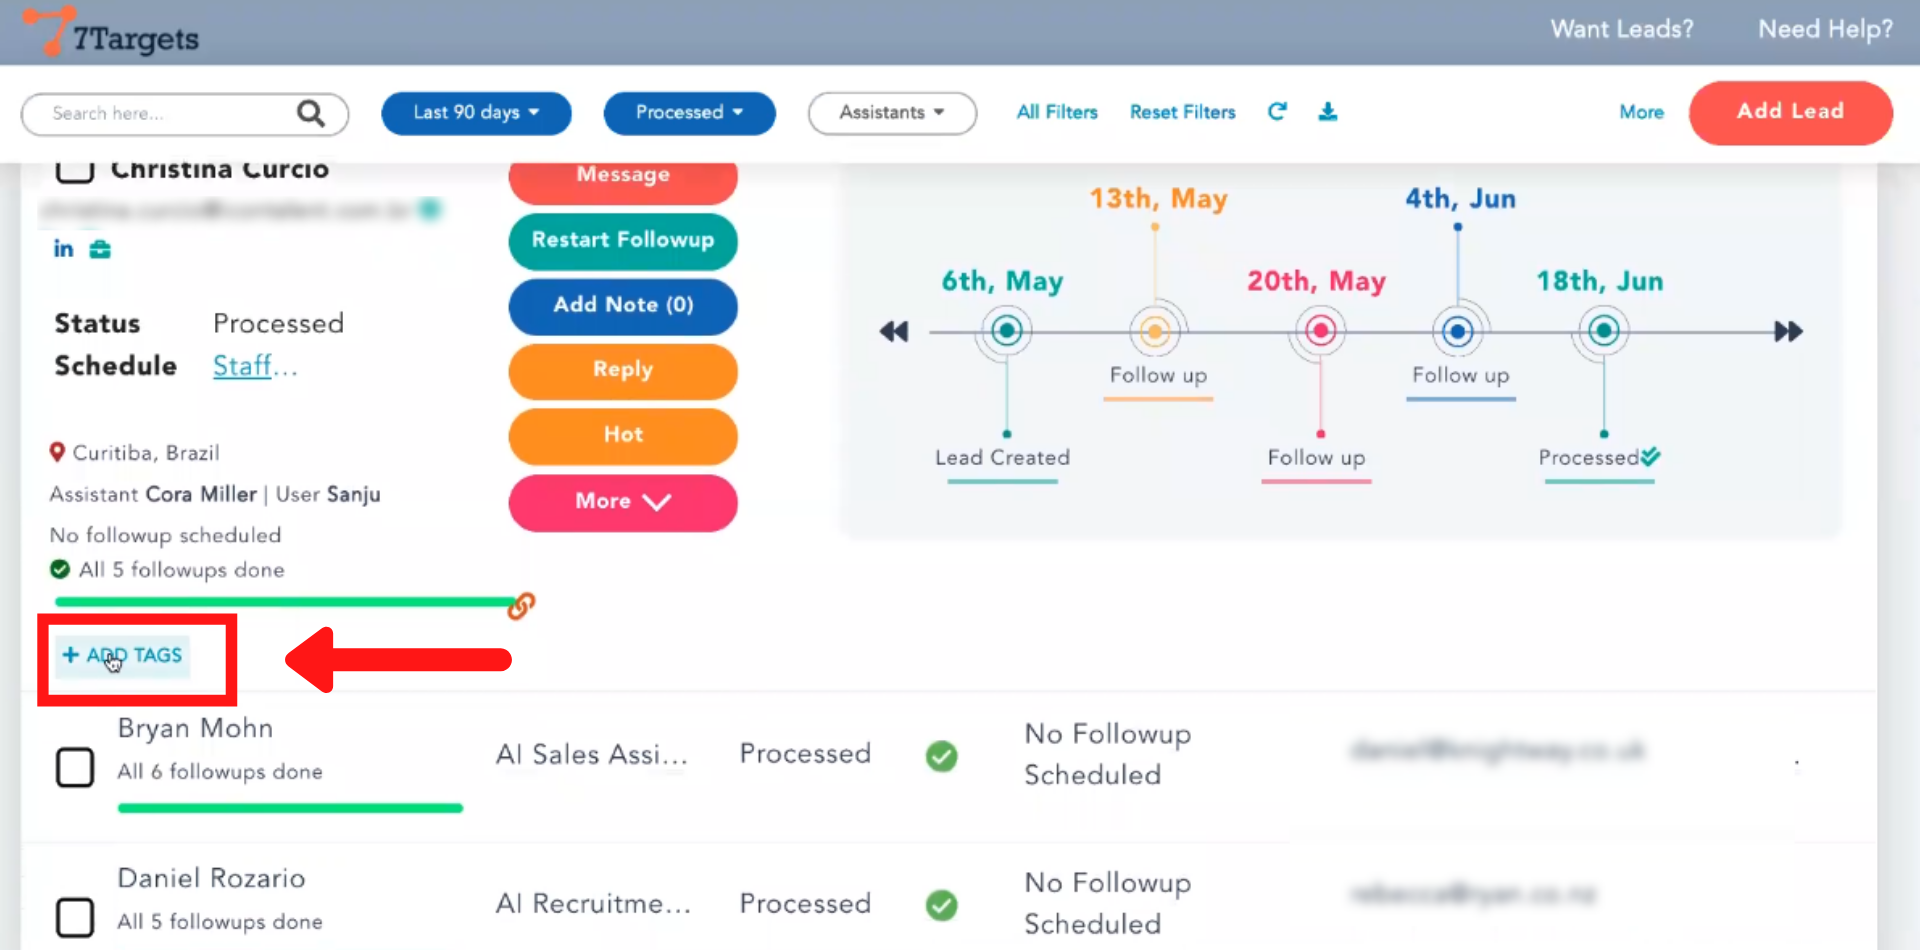 7Targets
Want Leads? Need Help?
Search here...
Last 90 days
Processed
Assistants
All Filters
Reset Filters
More
Add Lead
Christina Curcio
in
Status Processed
Schedule Staff...
Curitiba, Brazil
Assistant Cora Miller | User Sanju
No followup scheduled
All 5 followups done
+ ADD TAGS
Message
Restart Followup
Add Note (0)
Reply
Hot
More
13th, May
4th, Jun
6th, May
20th, May
18th, Jun
Follow up
Follow up
Lead Created
Follow up
Processed
Bryan Mohn
All 6 followups done
AI Sales Assi...
Processed
No Followup
Scheduled
Daniel Rozario
All 5 followups done
AI Recruitme...
Processed
No Followup
Scheduled